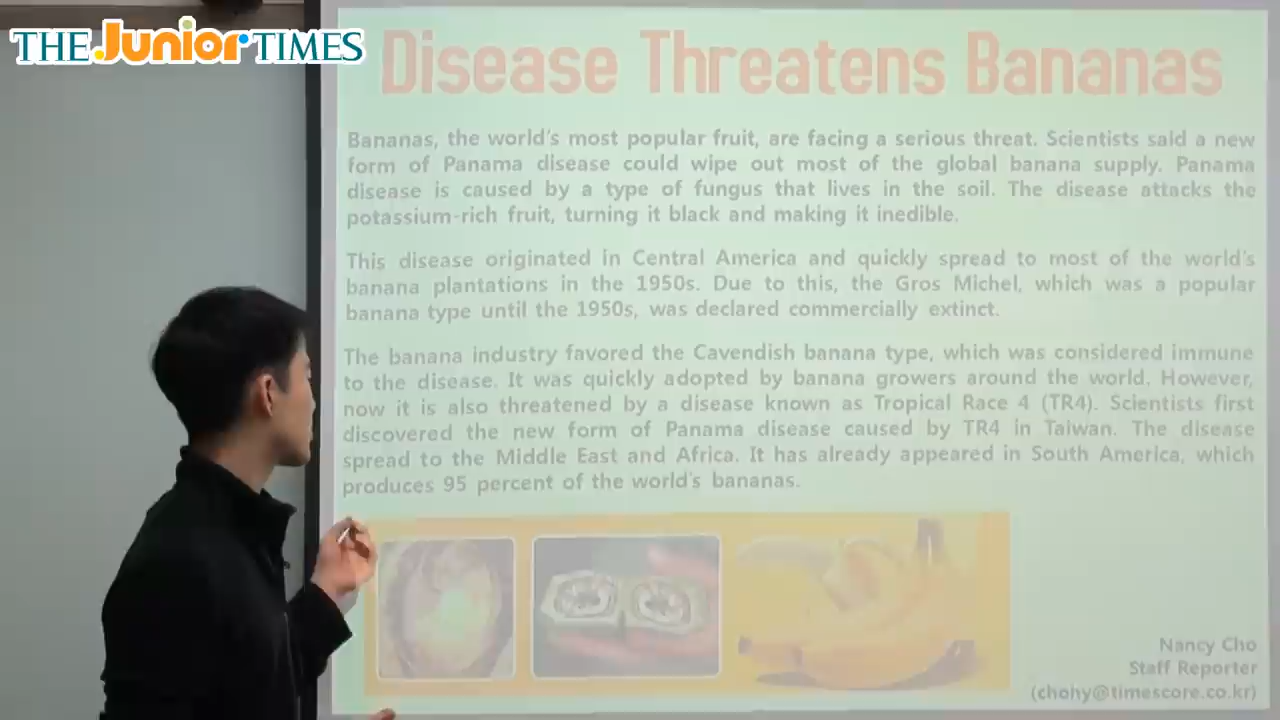 THE Junior TIMES
Disease Threatens Bananas
Bananas, the world's most popular fruit, are facing a serious threat. Scientists said a new
form of Panama disease could wipe out most of the global banana supply. Panama
disease is caused by a type of fungus that lives in the soil. The disease attacks the
potassium-rich fruit, turning it black and making it inedible.
This disease originated in Central America and quickly spread to most of the world's
banana plantations in the 1950s. Due to this, the Gros Michel, which was a popular
banana type until the 1950s, was declared commercially extinct.
The banana industry favored the Cavendish banana type, which was considered immune
to the disease. It was quickly adopted by banana growers around the world. However,
now it is also threatened by a disease known as Tropical Race 4 (TR4). Scientists first
discovered the new form of Panama disease caused by TR4 in Taiwan. The disease
spread to the Middle East and Africa. It has already appeared in South America, which
produces 95 percent of the world's bananas.
Nancy Cho
Staff Reporter
(chohy@timescore.co.kr)